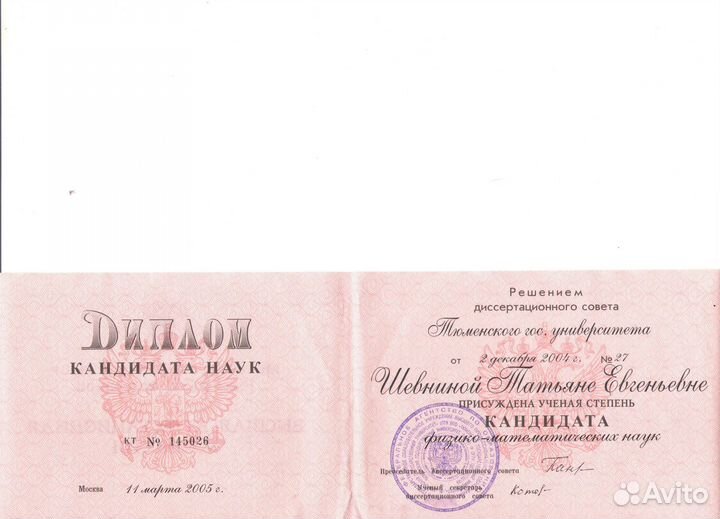 Диплом
КАНДИДАТА НАУК
КТ № 145026
Москва 11 марта 2005 г.
Решением
диссертационного совета
Тюменского гос. университета
от 2 декабря 2004 г. № 27
Шевниной Татьяне Евгеньевне
ПРИСУЖДЕНА УЧЕНАЯ СТЕПЕНЬ
КАНДИДАТА
физико-математических наук
Председатель диссертационного совета
Ученый секретарь
диссертационного совета
Avito